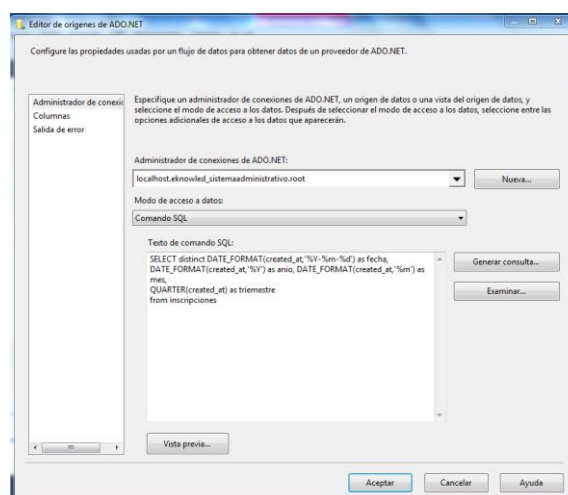 Editor de orígenes de ADO.NET
Configure las propiedades usadas por un flujo de datos para obtener datos de un proveedor de ADO.NET.
Administrador de conexio
Columnas
Salida de error
Especifique un administrador de conexiones de ADO.NET, un origen de datos o una vista del origen de datos, y
seleccione el modo de acceso a los datos. Después de seleccionar el modo de acceso a los datos, seleccione entre las
opciones adicionales de acceso a los datos que aparecerán.
Administrador de conexiones de ADO.NET:
localhost.eknowled_sistemaadministrativo.root
Nueva...
Modo de acceso a datos:
Comando SQL
Texto de comando SQL:
SELECT distinct DATE_FORMAT(created_at,'%Y-%m-%d') as fecha,
DATE_FORMAT(created_at,'%Y') as anio, DATE_FORMAT(created_at,'%m') as
mes,
QUARTER(created_at) as triemestre
from inscripciones
Generar consulta...
Examinar...
Vista previa...
Aceptar
Cancelar
Ayuda